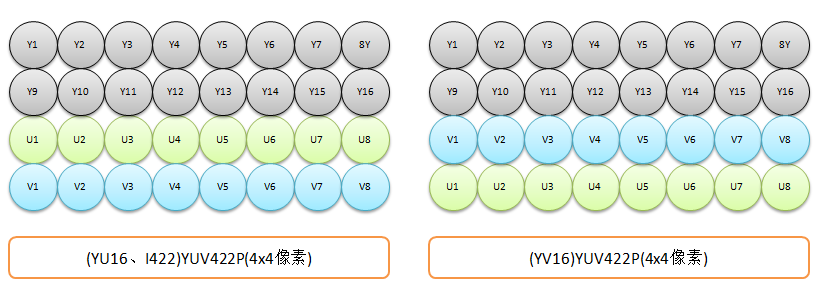 Y1 Y2 Y3 Y4 Y5 Y6 Y7 8Y
Y9 Y10 Y11 Y12 Y13 Y14 Y15 Y16
U1 U2 U3 U4 U5 U6 U7 U8
V1 V2 V3 V4 V5 V6 V7 V8
(YU16、I422)YUV422P(4x4像素)
Y1 Y2 Y3 Y4 Y5 Y6 Y7 8Y
Y9 Y10 Y11 Y12 Y13 Y14 Y15 Y16
V1 V2 V3 V4 V5 V6 V7 V8
U1 U2 U3 U4 U5 U6 U7 U8
(YV16)YUV422P(4x4像素)